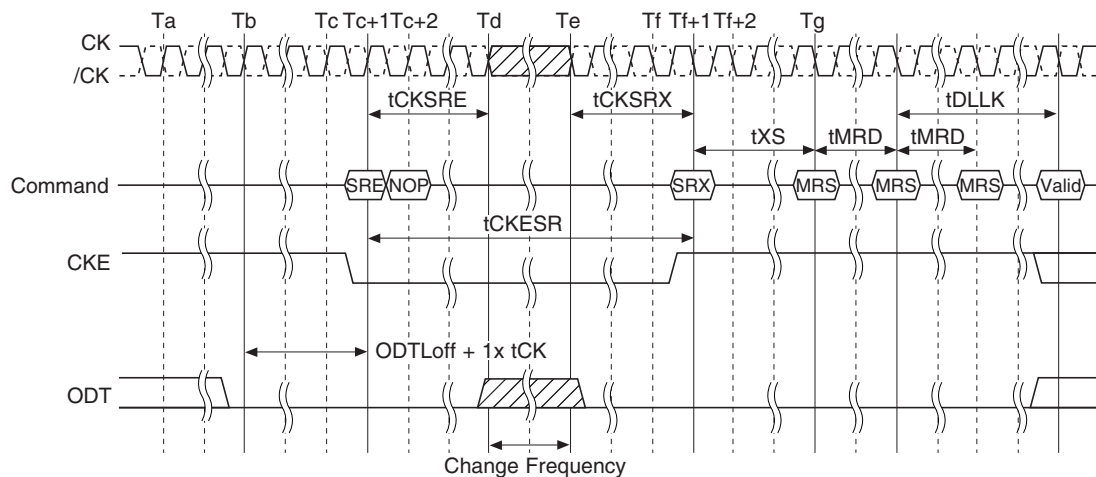 Ta Tb Tc Tc+1 Tc+2 Td Te Tf Tf+1 Tf+2 Tg
CK
/CK
tCKSRE tCKSRX tDLLK
tXS tMRD tMRD
Command SRE NOP SRX MRS MRS MRS Valid
tCKESR
CKE
ODTLoff + 1x tCK
ODT
Change Frequency